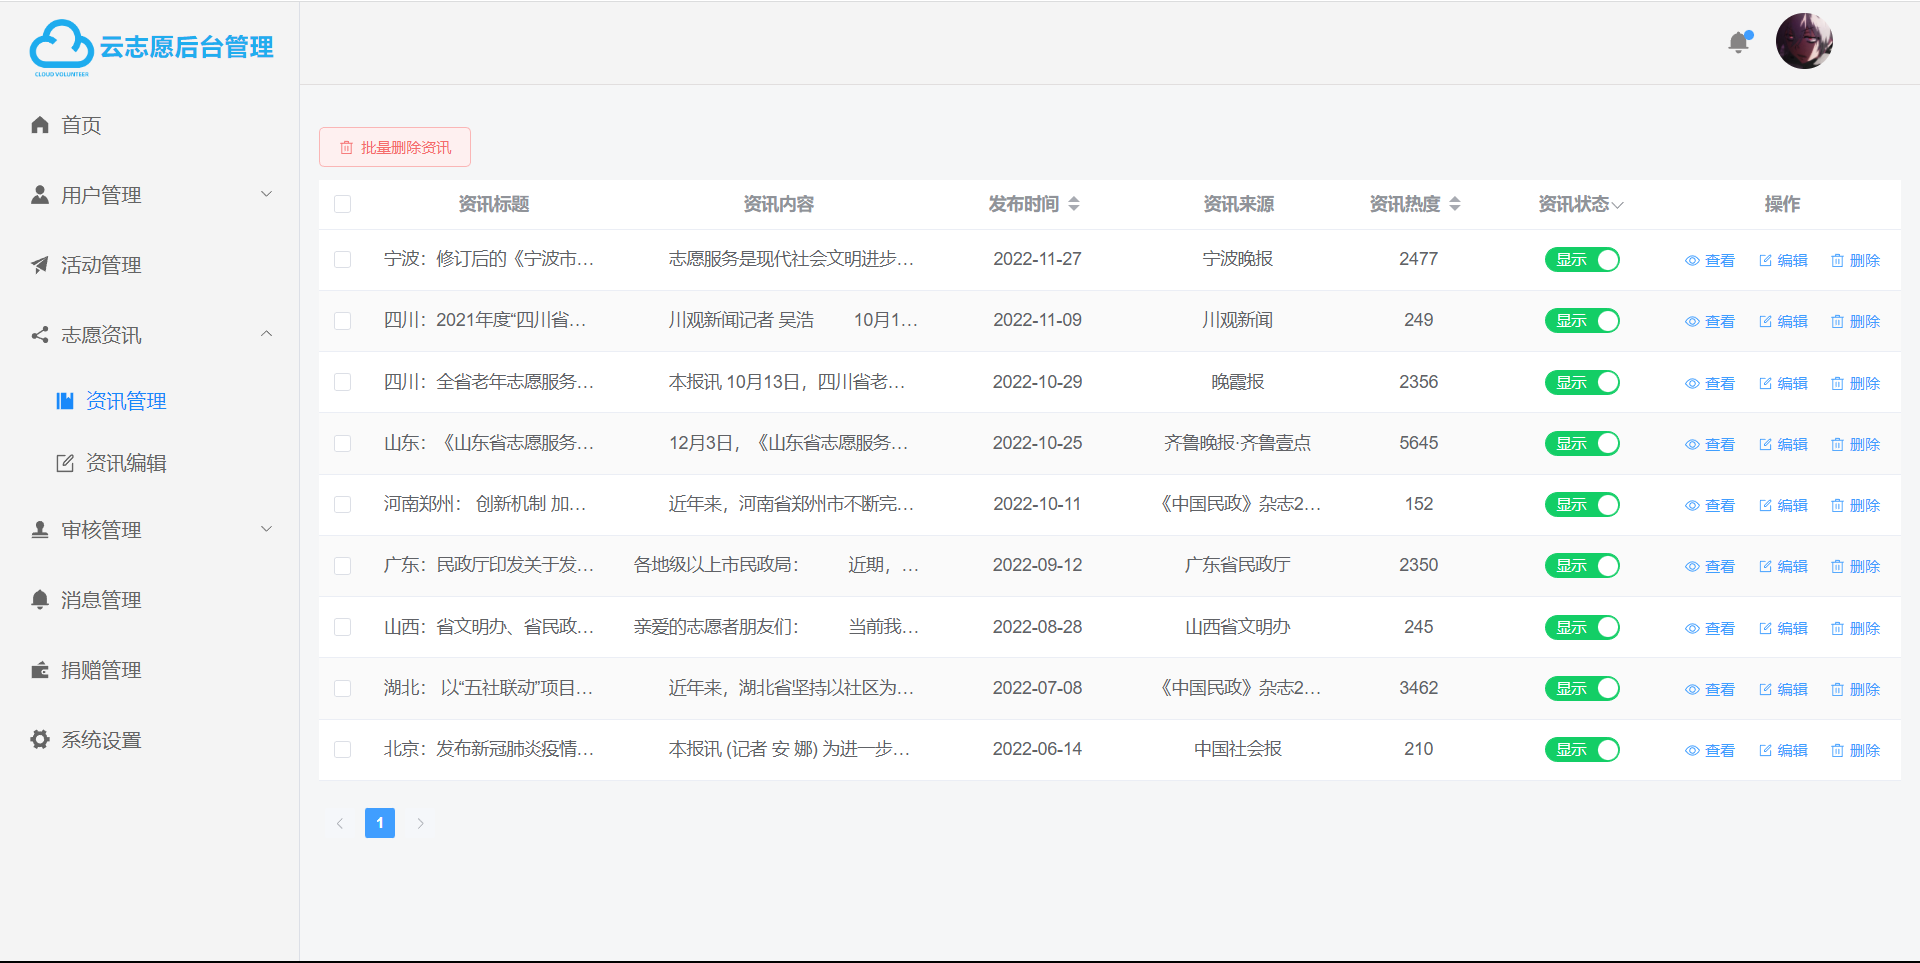 云志愿后台管理
CLOUD VOLUNTEER
首页
用户管理
活动管理
志愿资讯
资讯管理
资讯编辑
审核管理
消息管理
捐赠管理
系统设置
批量删除资讯
资讯标题 资讯内容 发布时间 资讯来源 资讯热度 资讯状态 操作
宁波：修订后的《宁波市... 志愿服务是现代社会文明进步... 2022-11-27 宁波晚报 2477 显示 查看 编辑 删除
四川：2021年度“四川省... 川观新闻记者 吴浩 10月1... 2022-11-09 川观新闻 249 显示 查看 编辑 删除
四川：全省老年志愿服务... 本报讯 10月13日，四川省老... 2022-10-29 晚霞报 2356 显示 查看 编辑 删除
山东：《山东省志愿服务... 12月3日，《山东省志愿服务... 2022-10-25 齐鲁晚报·齐鲁壹点 5645 显示 查看 编辑 删除
河南郑州： 创新机制 加... 近年来，河南省郑州市不断完... 2022-10-11 《中国民政》杂志2... 152 显示 查看 编辑 删除
广东：民政厅印发关于发... 各地级以上市民政局： 近期，... 2022-09-12 广东省民政厅 2350 显示 查看 编辑 删除
山西：省文明办、省民政... 亲爱的志愿者朋友们： 当前我... 2022-08-28 山西省文明办 245 显示 查看 编辑 删除
湖北： 以“五社联动”项目... 近年来，湖北省坚持以社区为... 2022-07-08 《中国民政》杂志2... 3462 显示 查看 编辑 删除
北京：发布新冠肺炎疫情... 本报讯 (记者 安 娜) 为进一步... 2022-06-14 中国社会报 210 显示 查看 编辑 删除
1